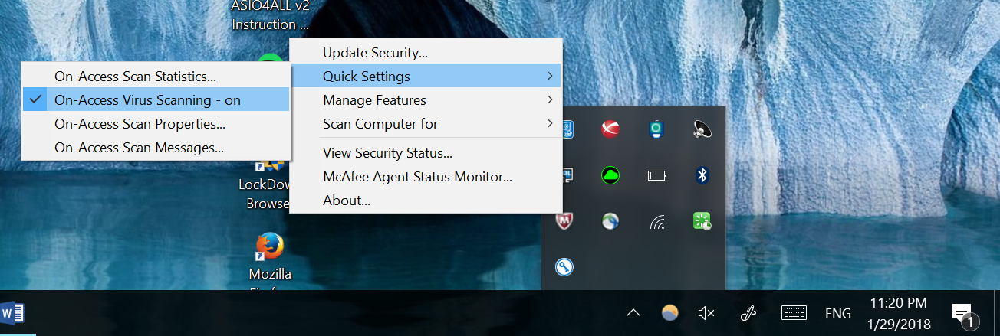 ASIO4ALL v2
Instruction ...
Update Security...
Quick Settings
Manage Features
Scan Computer for
View Security Status...
McAfee Agent Status Monitor...
About...
On-Access Scan Statistics...
On-Access Virus Scanning - on
On-Access Scan Properties...
On-Access Scan Messages...
LockDow
Browse
Mozilla
ENG
11:20 PM
1/29/2018
1